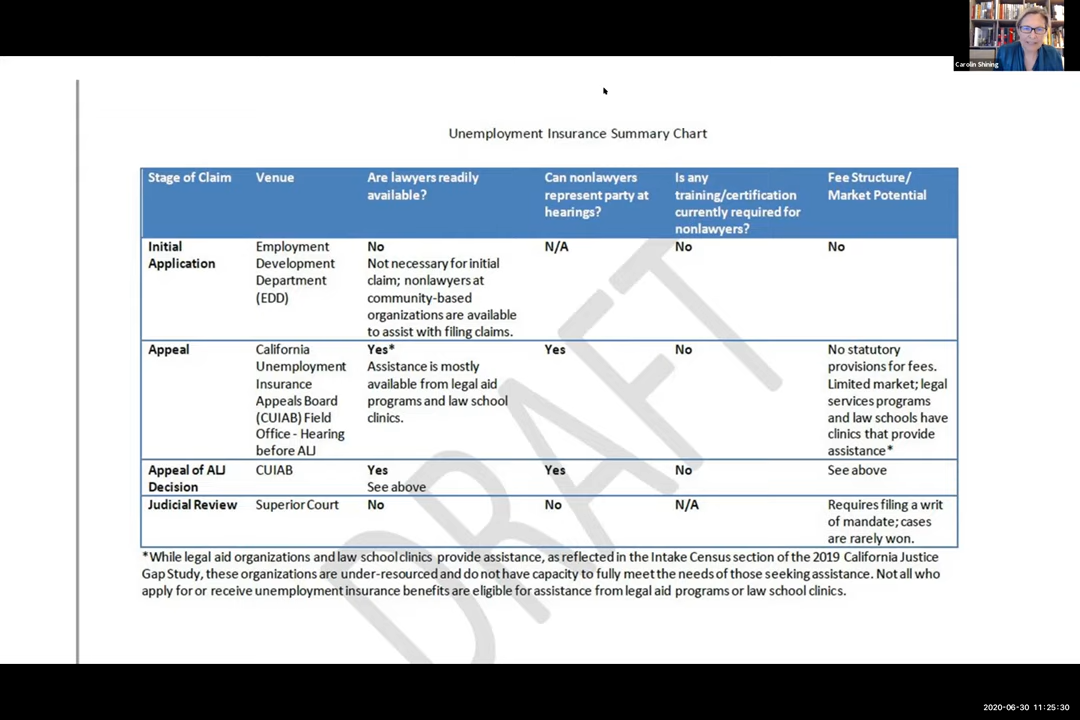 Carolin Shining
Unemployment Insurance Summary Chart
Stage of Claim
Venue
Are lawyers readily
available?
Can nonlawyers
represent party at
hearings?
Is any
training/certification
currently required for
nonlawyers?
Fee Structure/
Market Potential
Initial
Application
Employment
Development
Department
(EDD)
No
Not necessary for initial
claim; nonlawyers at
community-based
organizations are available
to assist with filing claims.
N/A
No
No
Appeal
California
Unemployment
Insurance
Appeals Board
(CUIAB) Field
Office - Hearing
before ALJ
Yes*
Assistance is mostly
available from legal aid
programs and law school
clinics.
Yes
No
No statutory
provisions for fees.
Limited market; legal
services programs
and law schools have
clinics that provide
assistance*
Appeal of ALJ
Decision
CUIAB
Yes
See above
Yes
No
See above
Judicial Review
Superior Court
No
No
N/A
Requires filing a writ
of mandate; cases
are rarely won.
*While legal aid organizations and law school clinics provide assistance, as reflected in the Intake Census section of the 2019 California Justice
Gap Study, these organizations are under-resourced and do not have capacity to fully meet the needs of those seeking assistance. Not all who
apply for or receive unemployment insurance benefits are eligible for assistance from legal aid programs or law school clinics.
DRAFT
2020-06-30 11:25:30